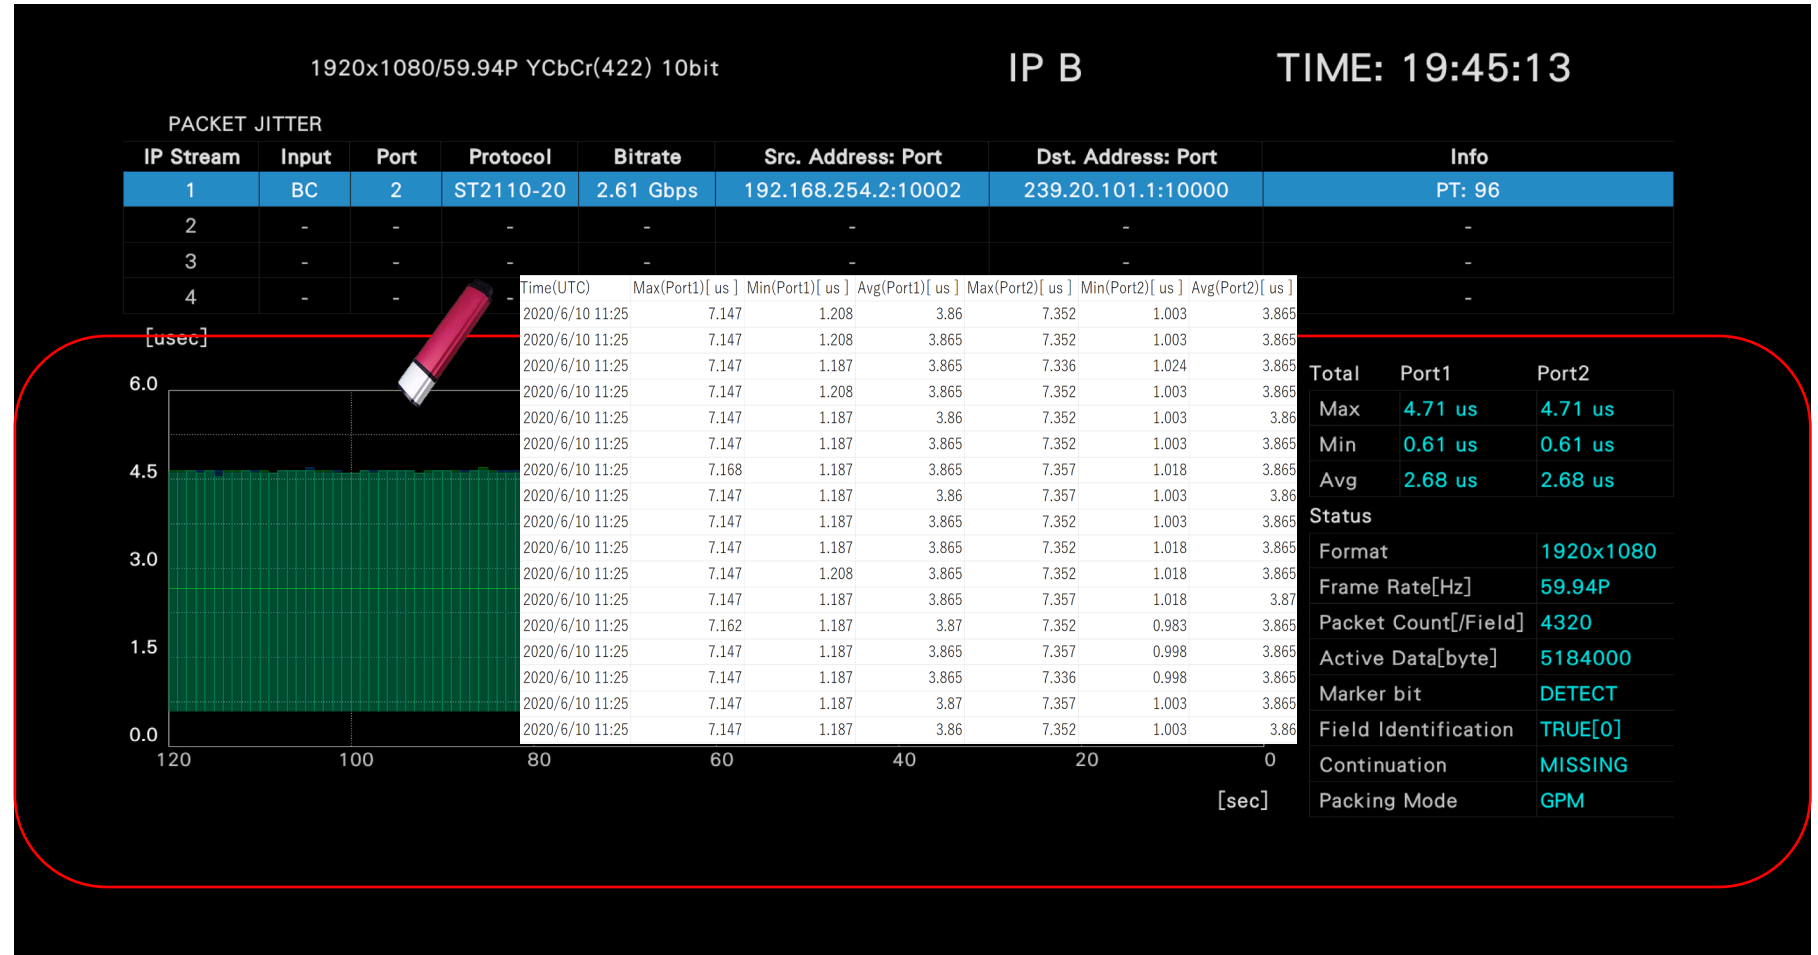 1920x1080/59.94P YCbCr(422) 10bit IP B TIME: 19:45:13
PACKET JITTER
IP Stream Input Port Protocol Bitrate Src. Address: Port Dst. Address: Port Info
1 BC 2 ST2110-20 2.61 Gbps 192.168.254.2:10002 239.20.101.1:10000 PT: 96
2 - - - - - - -
3 - - - - - - -
4 - - - -
[usec]
6.0
4.5
3.0
1.5
0.0
120 100 80 60 40 20 0
[sec]
Time(UTC) Max(Port1)[ us ] Min(Port1)[ us ] Avg(Port1)[ us ] Max(Port2)[ us ] Min(Port2)[ us ] Avg(Port2)[ us ]
2020/6/10 11:25 7.147 1.208 3.86 7.352 1.003 3.865
2020/6/10 11:25 7.147 1.208 3.865 7.352 1.003 3.865
2020/6/10 11:25 7.147 1.187 3.865 7.336 1.024 3.865
2020/6/10 11:25 7.147 1.208 3.865 7.352 1.003 3.865
2020/6/10 11:25 7.147 1.187 3.86 7.352 1.003 3.86
2020/6/10 11:25 7.147 1.187 3.865 7.352 1.003 3.865
2020/6/10 11:25 7.168 1.187 3.865 7.357 1.018 3.865
2020/6/10 11:25 7.147 1.187 3.86 7.357 1.003 3.86
2020/6/10 11:25 7.147 1.187 3.865 7.352 1.003 3.865
2020/6/10 11:25 7.147 1.187 3.865 7.352 1.018 3.865
2020/6/10 11:25 7.147 1.208 3.865 7.352 1.018 3.865
2020/6/10 11:25 7.147 1.187 3.865 7.357 1.018 3.87
2020/6/10 11:25 7.162 1.187 3.87 7.352 0.983 3.865
2020/6/10 11:25 7.147 1.187 3.865 7.357 0.998 3.865
2020/6/10 11:25 7.147 1.187 3.865 7.336 0.998 3.865
2020/6/10 11:25 7.147 1.187 3.87 7.357 1.003 3.865
2020/6/10 11:25 7.147 1.187 3.86 7.352 1.003 3.86
Total Port1 Port2
Max 4.71 us 4.71 us
Min 0.61 us 0.61 us
Avg 2.68 us 2.68 us
Status
Format 1920x1080
Frame Rate[Hz] 59.94P
Packet Count[/Field] 4320
Active Data[byte] 5184000
Marker bit DETECT
Field Identification TRUE[0]
Continuation MISSING
Packing Mode GPM